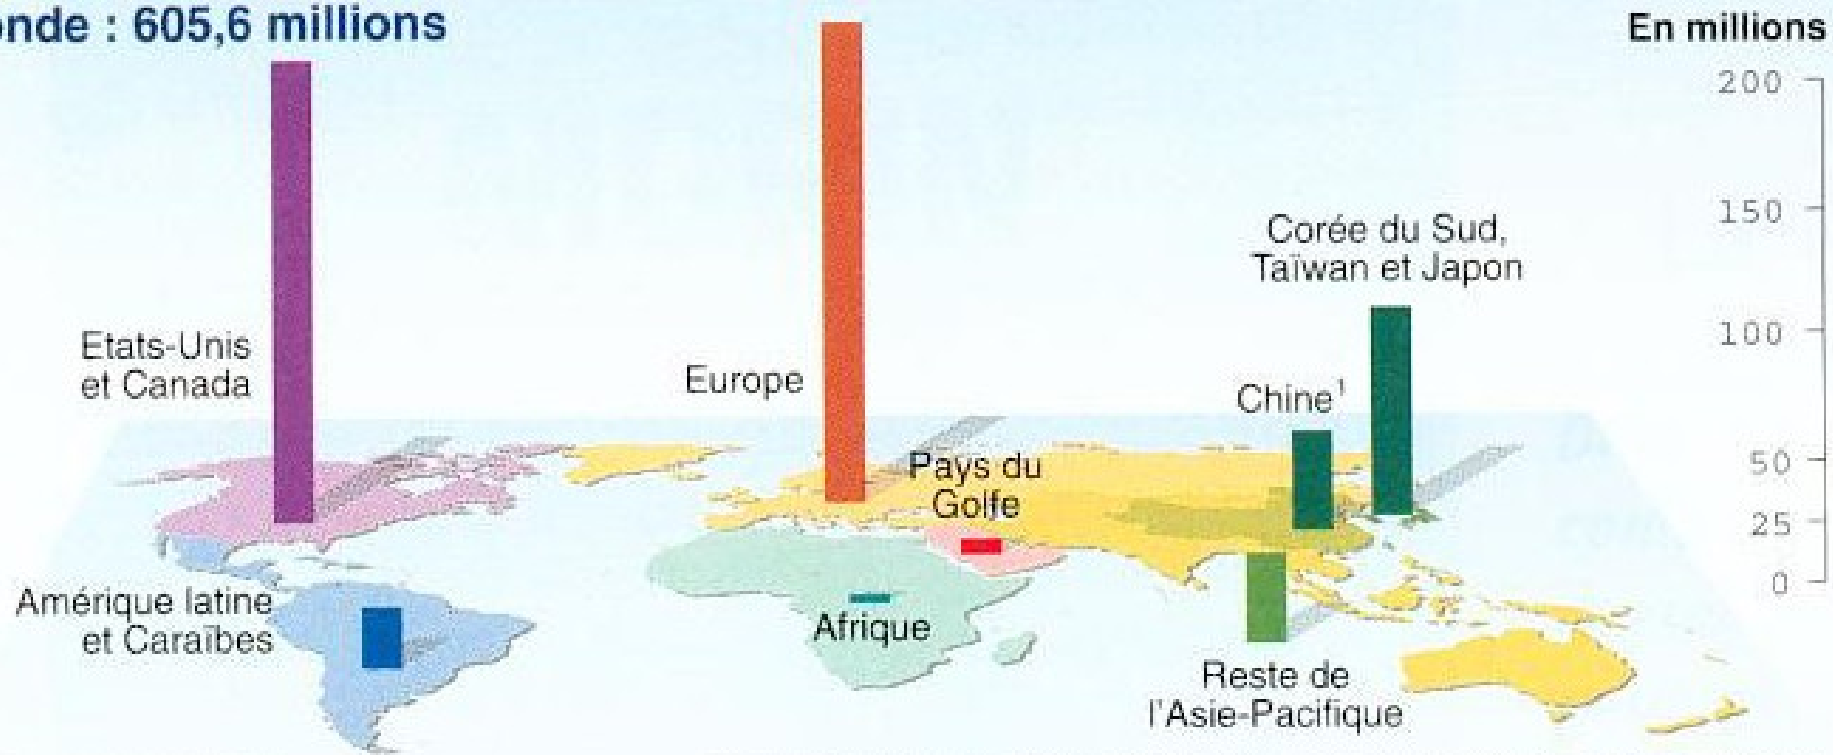 : 605,6 millions
En millions
200
150
100
50
25
0
Etats-Unis
et Canada
Europe
Corée du Sud,
Taïwan et Japon
Chine¹
Pays du
Golfe
Amérique latine
et Caraïbes
Afrique
Reste de
l'Asie-Pacifique